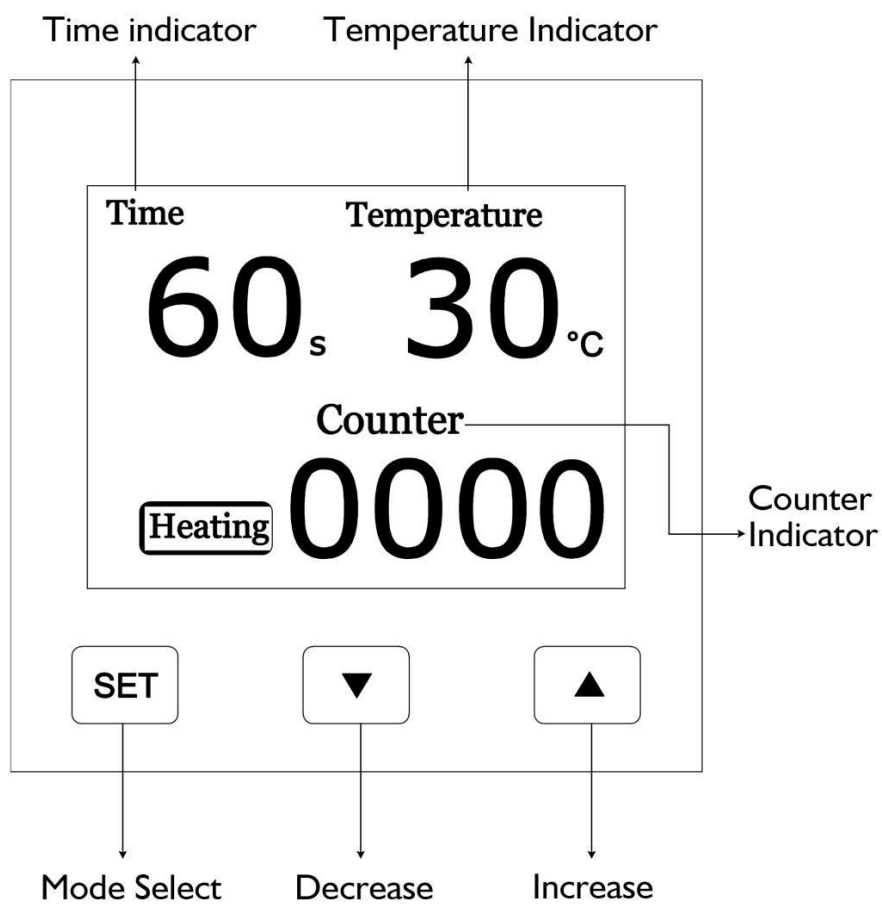 Time indicator Temperature Indicator
Time Temperature
60s 30°C
Counter
Heating 0000
Counter
Indicator
SET ▼ ▲
Mode Select Decrease Increase